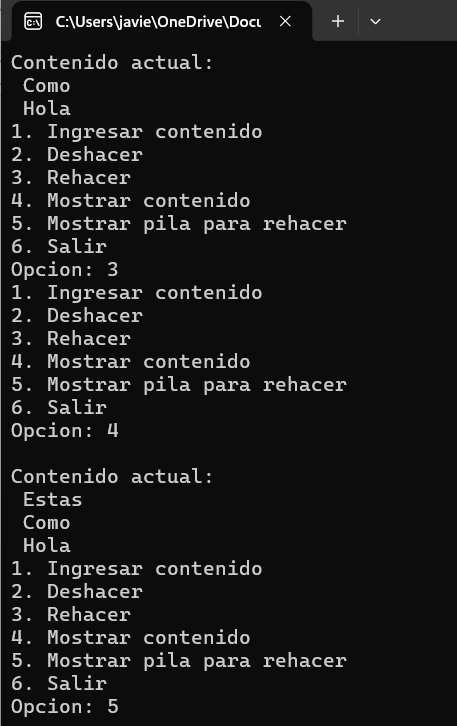 C:\Users\javie\OneDrive\Docu
Contenido actual:
Como
Hola
1. Ingresar contenido
2. Deshacer
3. Rehacer
4. Mostrar contenido
5. Mostrar pila para rehacer
6. Salir
Opcion: 3
1. Ingresar contenido
2. Deshacer
3. Rehacer
4. Mostrar contenido
5. Mostrar pila para rehacer
6. Salir
Opcion: 4
Contenido actual:
Estas
Como
Hola
1. Ingresar contenido
2. Deshacer
3. Rehacer
4. Mostrar contenido
5. Mostrar pila para rehacer
6. Salir
Opcion: 5